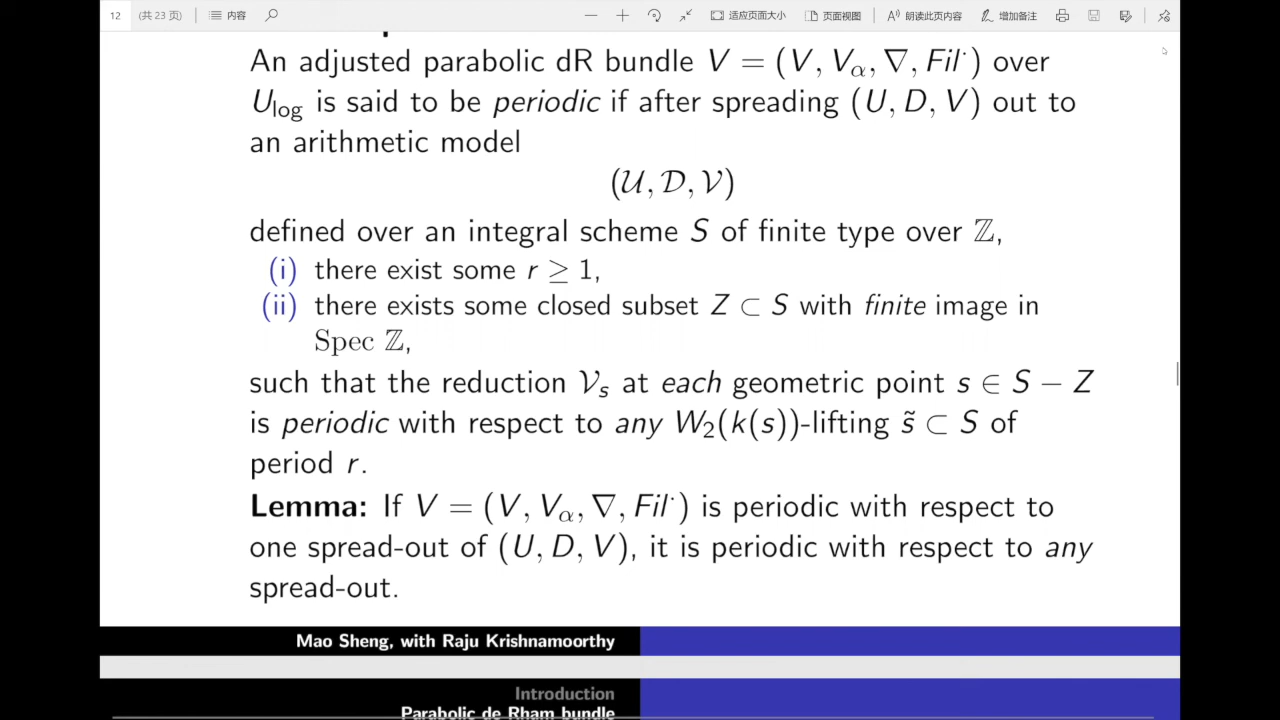 12 (共 23 页) 内容 适应页面大小 页面视图 朗读此页内容 增加备注
An adjusted parabolic dR bundle V = (V, V_α, ∇, Fil˙) over
U_log is said to be periodic if after spreading (U, D, V) out to
an arithmetic model
(𝒰, 𝒟, 𝒱)
defined over an integral scheme S of finite type over ℤ,
(i) there exist some r ≥ 1,
(ii) there exists some closed subset Z ⊂ S with finite image in
Spec ℤ,
such that the reduction 𝒱_s at each geometric point s ∈ S − Z
is periodic with respect to any W_2(k(s))-lifting s̃ ⊂ S of
period r.
Lemma: If V = (V, V_α, ∇, Fil˙) is periodic with respect to
one spread-out of (U, D, V), it is periodic with respect to any
spread-out.
Mao Sheng, with Raju Krishnamoorthy
Introduction
Parabolic de Rham bundle